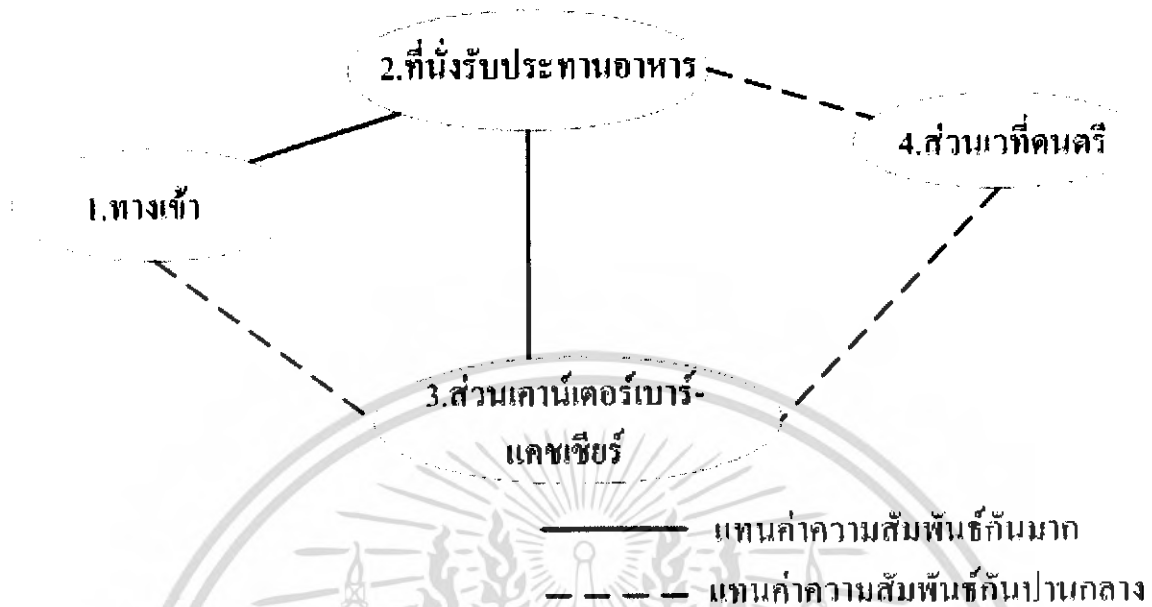 2.ที่นั่งรับประทานอาหาร
4.ส่วนเวทีดนตรี
1.ทางเข้า
3.ส่วนเคาน์เตอร์เบาร์-
แคชเชียร์
แทนค่าความสัมพันธ์กันมาก
แทนค่าความสัมพันธ์กันปานกลาง